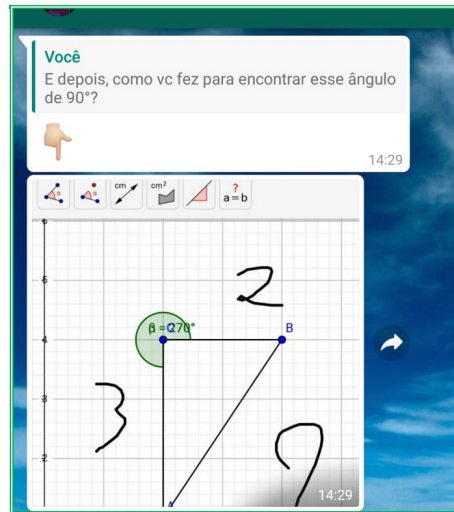 Você
E depois, como vc fez para encontrar esse ângulo
de 90°?
14:29
cm
cm²
?
a = b
5
2
β = 270°
C
B
4
3
3
2
?
14:29
A